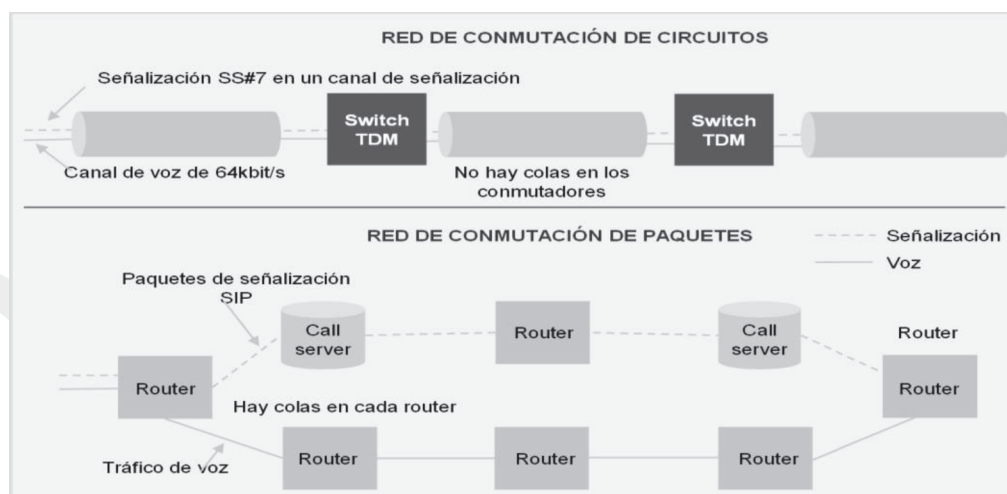 RED DE CONMUTACIÓN DE CIRCUITOS
Señalización SS#7 en un canal de señalización
Switch
TDM
Switch
TDM
Canal de voz de 64kbit/s
No hay colas en los
conmutadores
RED DE CONMUTACIÓN DE PAQUETES
Señalización
Voz
Paquetes de señalización
SIP
Call
server
Router
Call
server
Router
Router
Router
Hay colas en cada router
Tráfico de voz
Router
Router
Router